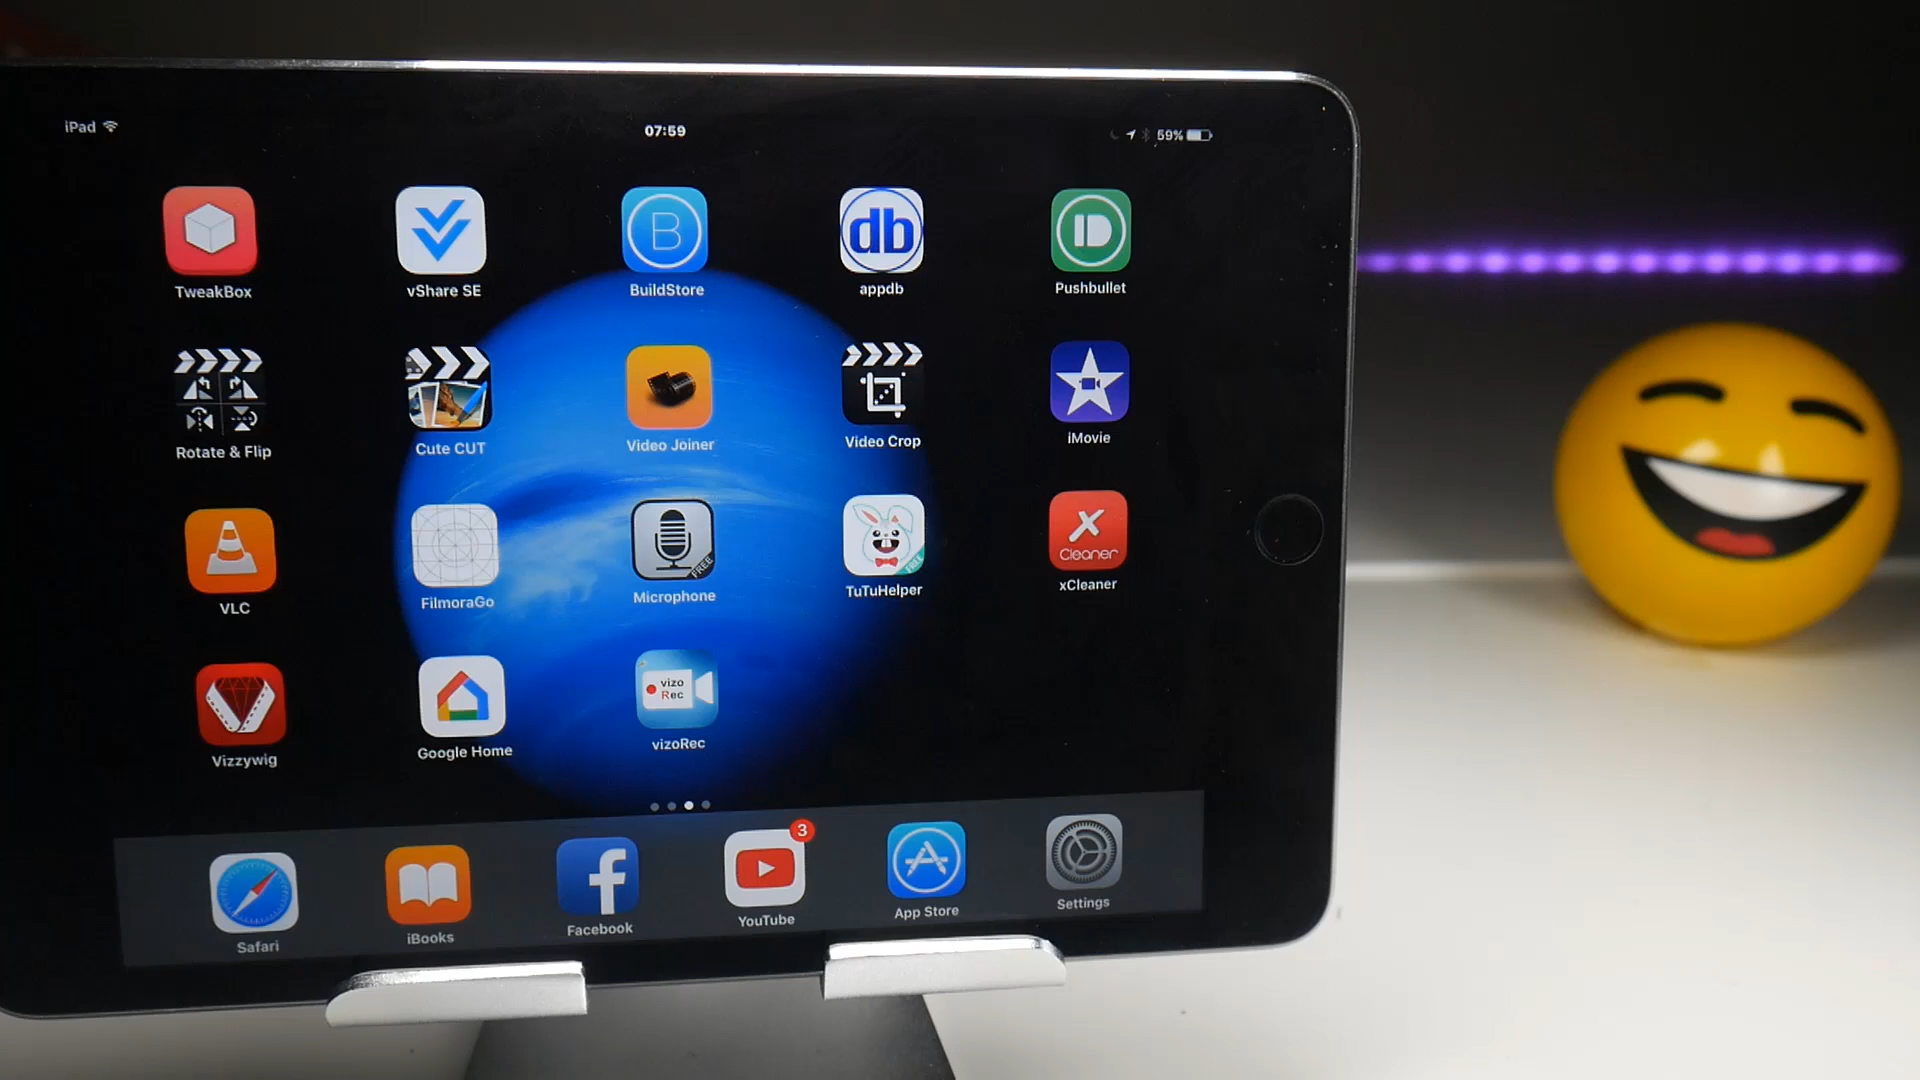 iPad
07:59
59%
TweakBox
vShare SE
B
BuildStore
db
appdb
Pushbullet
Rotate & Flip
Cute CUT
Video Joiner
Video Crop
iMovie
VLC
FilmoraGo
FREE
Microphone
FREE
TuTuHelper
X
Cleaner
xCleaner
Vizzywig
Google Home
vizo
Rec
vizoRec
Safari
iBooks
f
Facebook
3
YouTube
App Store
Settings